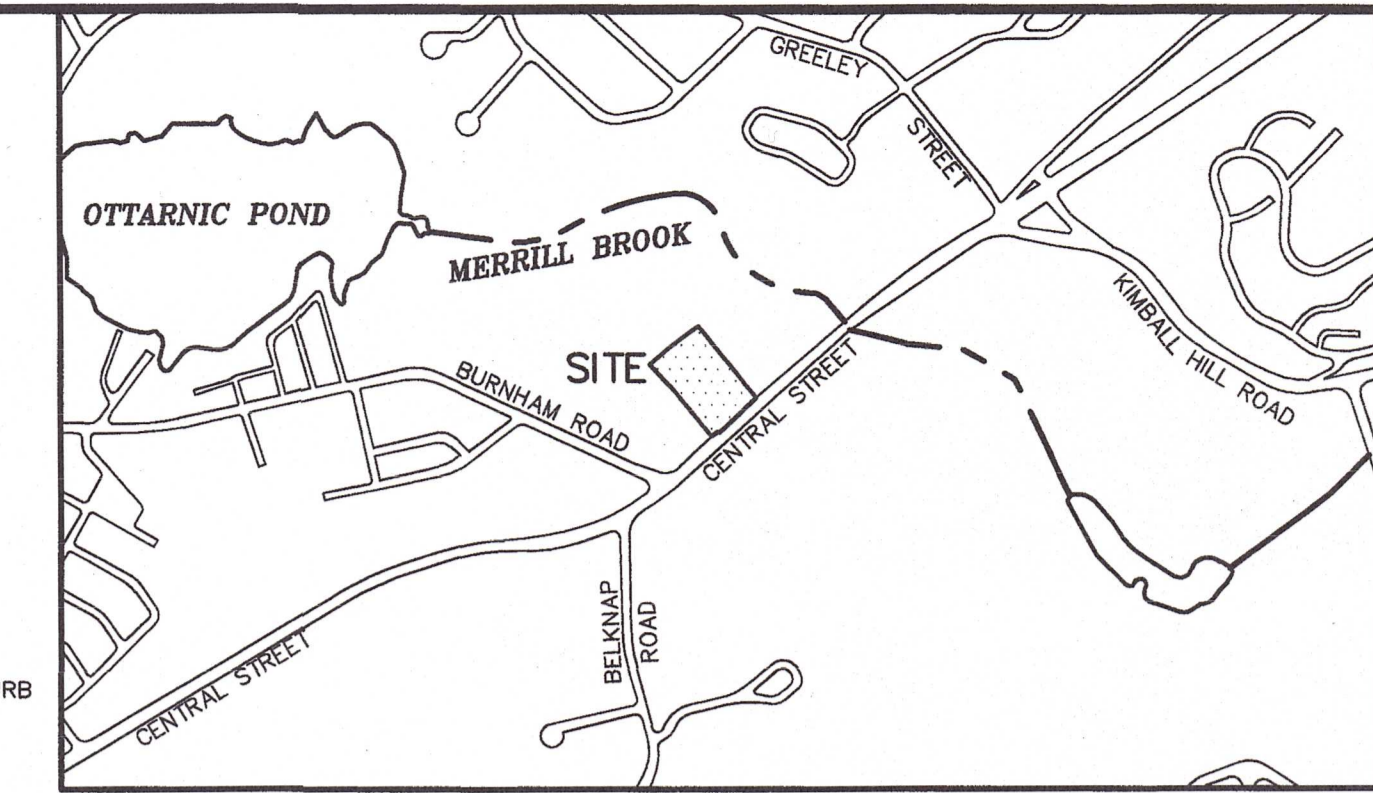 GREELEY
STREET
OTTARNIC POND
MERRILL BROOK
KIMBALL HILL ROAD
SITE
BURNHAM ROAD
CENTRAL STREET
BELKNAP
ROAD
CENTRAL STREET
RB